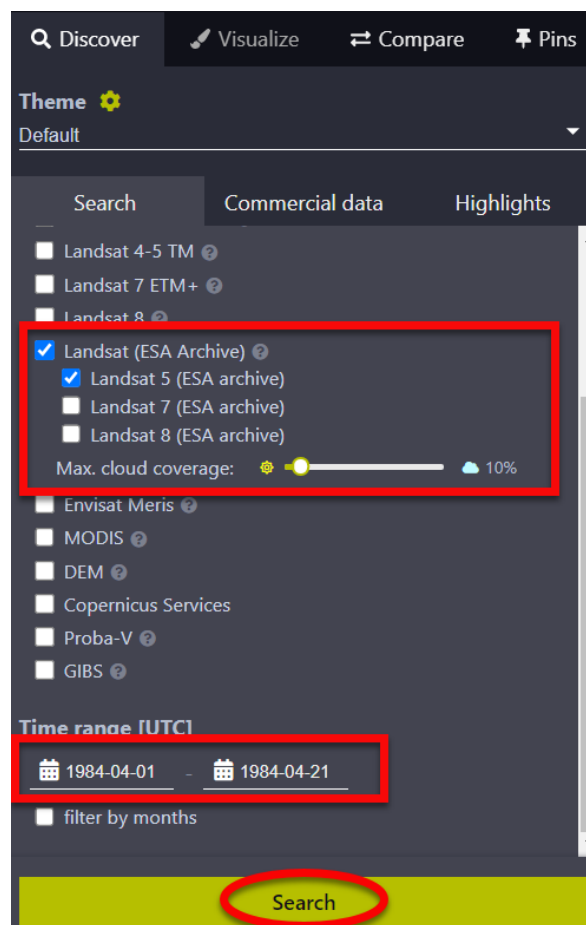 Discover Visualize Compare Pins
Theme
Default
Search Commercial data Highlights
Landsat 4-5 TM
Landsat 7 ETM+
Landsat 8
Landsat (ESA Archive)
Landsat 5 (ESA archive)
Landsat 7 (ESA archive)
Landsat 8 (ESA archive)
Max. cloud coverage: 10%
Envisat Meris
MODIS
DEM
Copernicus Services
Proba-V
GIBS
Time range [UTC]
1984-04-01 - 1984-04-21
filter by months
Search